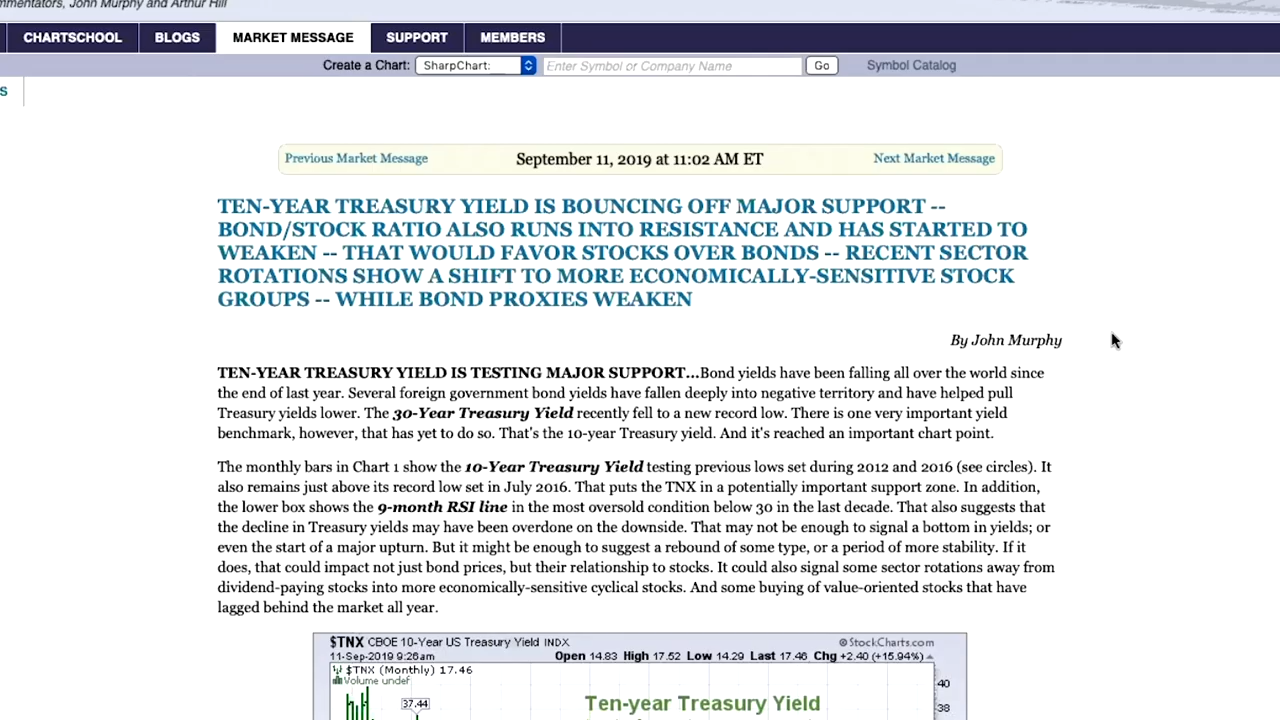 mmentators, John Murphy and Arthur Hill
CHARTSCHOOL BLOGS MARKET MESSAGE SUPPORT MEMBERS
Create a Chart: SharpChart: Enter Symbol or Company Name Go Symbol Catalog
S
Previous Market Message September 11, 2019 at 11:02 AM ET Next Market Message
TEN-YEAR TREASURY YIELD IS BOUNCING OFF MAJOR SUPPORT --
BOND/STOCK RATIO ALSO RUNS INTO RESISTANCE AND HAS STARTED TO
WEAKEN -- THAT WOULD FAVOR STOCKS OVER BONDS -- RECENT SECTOR
ROTATIONS SHOW A SHIFT TO MORE ECONOMICALLY-SENSITIVE STOCK
GROUPS -- WHILE BOND PROXIES WEAKEN
By John Murphy
TEN-YEAR TREASURY YIELD IS TESTING MAJOR SUPPORT...Bond yields have been falling all over the world since
the end of last year. Several foreign government bond yields have fallen deeply into negative territory and have helped pull
Treasury yields lower. The 30-Year Treasury Yield recently fell to a new record low. There is one very important yield
benchmark, however, that has yet to do so. That's the 10-year Treasury yield. And it's reached an important chart point.
The monthly bars in Chart 1 show the 10-Year Treasury Yield testing previous lows set during 2012 and 2016 (see circles). It
also remains just above its record low set in July 2016. That puts the TNX in a potentially important support zone. In addition,
the lower box shows the 9-month RSI line in the most oversold condition below 30 in the last decade. That also suggests that
the decline in Treasury yields may have been overdone on the downside. That may not be enough to signal a bottom in yields; or
even the start of a major upturn. But it might be enough to suggest a rebound of some type, or a period of more stability. If it
does, that could impact not just bond prices, but their relationship to stocks. It could also signal some sector rotations away from
dividend-paying stocks into more economically-sensitive cyclical stocks. And some buying of value-oriented stocks that have
lagged behind the market all year.
$TNX CBOE 10-Year US Treasury Yield INDX ©StockCharts.com
11-Sep-2019 9:26am Open 14.83 High 17.52 Low 14.29 Last 17.46 Chg +2.40 (+15.94%)
$TNX (Monthly) 17.46
Volume undef
40
37.44
Ten-year Treasury Yield
38